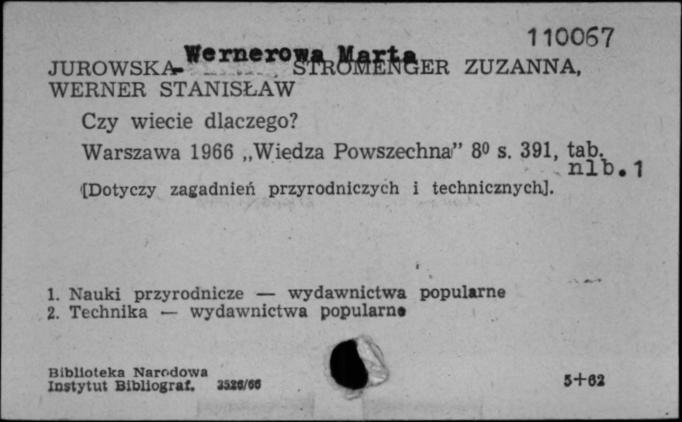 Wernerowa Marta 110067
JUROWSKA- STROMENGER ZUZANNA,
WERNER STANISŁAW
Czy wiecie dlaczego?
Warszawa 1966 „Wiedza Powszechna” 8⁰ s. 391, tab.
nlb.1
[Dotyczy zagadnień przyrodniczych i technicznych].
1. Nauki przyrodnicze — wydawnictwa popularne
2. Technika — wydawnictwa popularne
Biblioteka Narodowa
Instytut Bibliograf. 3526/66 5+62